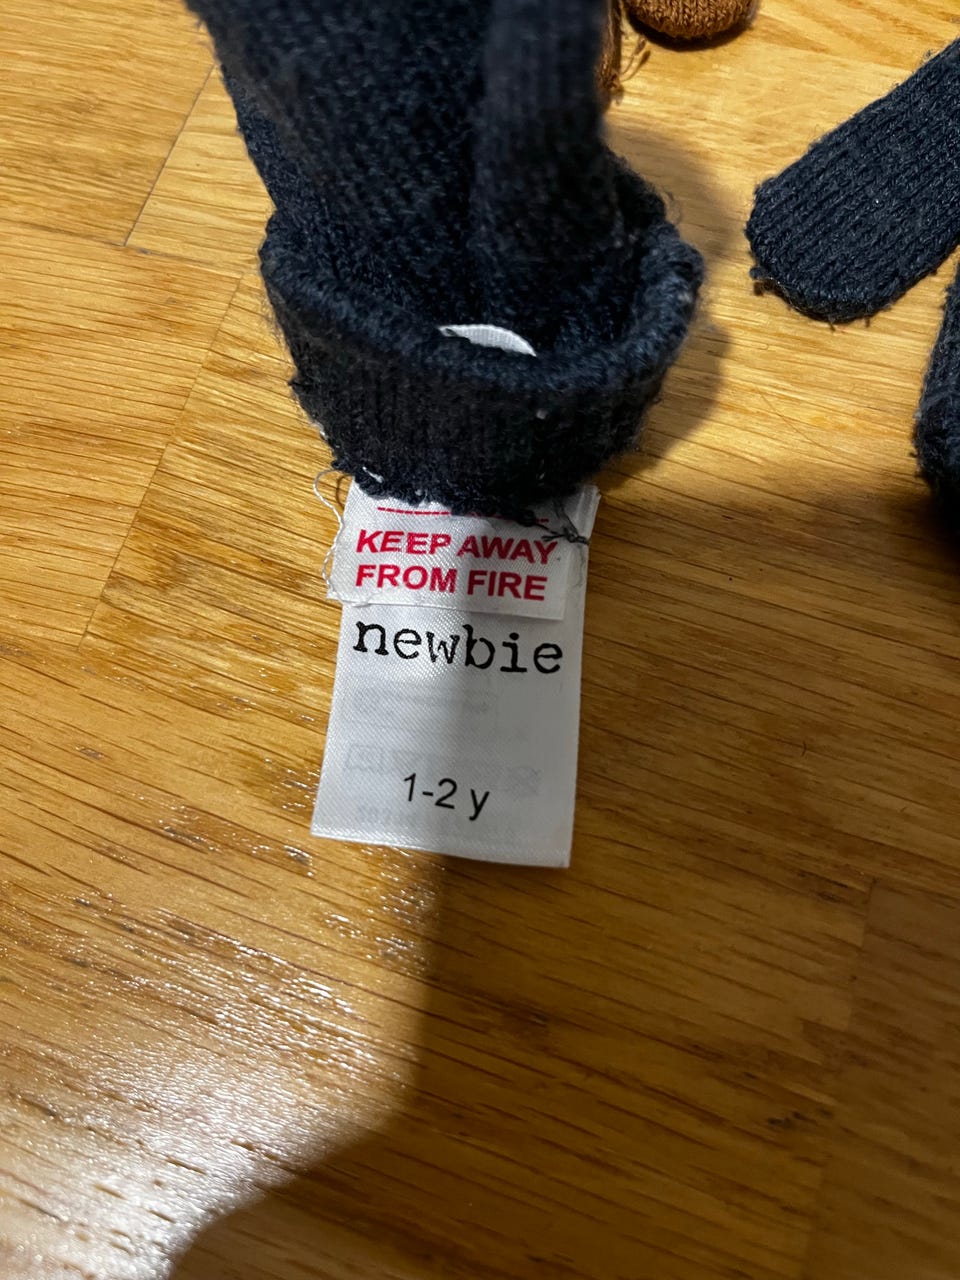 KEEP AWAY
FROM FIRE
newbie
1-2 y